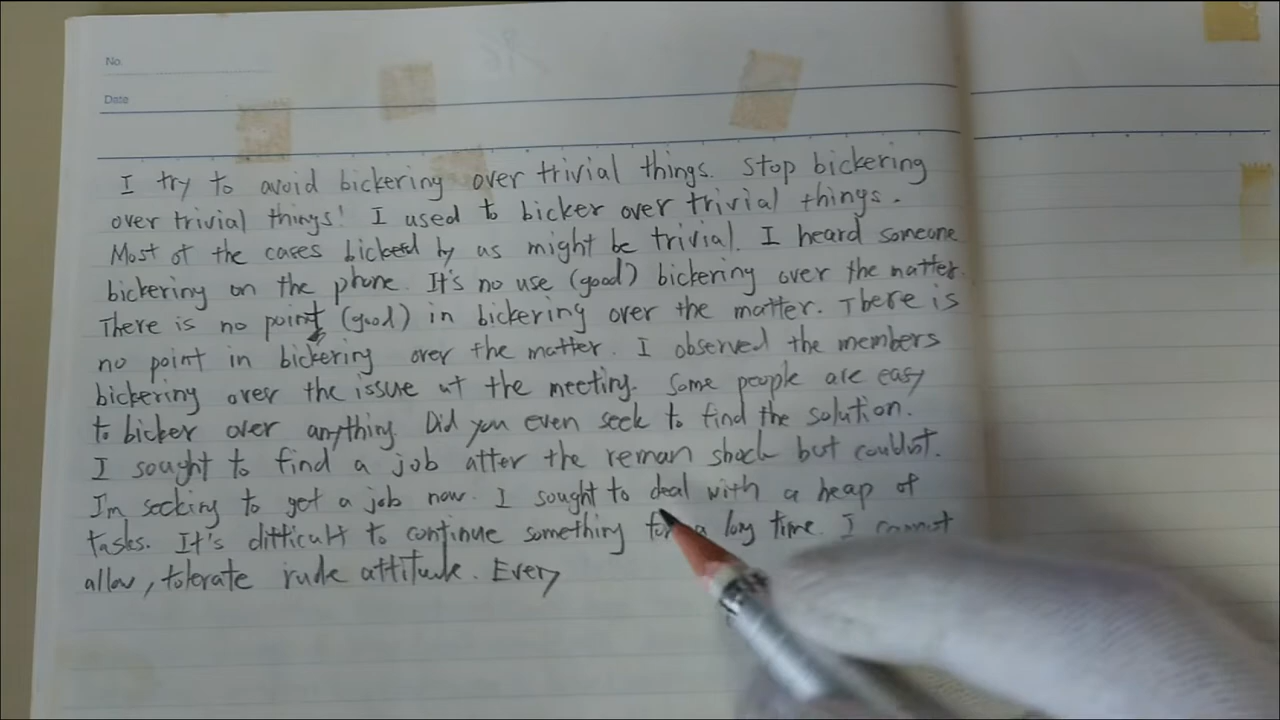 No.
Date
I try to avoid bickering over trivial things. Stop bickering
over trivial things! I used to bicker over trivial things.
Most of the cases bickered by us might be trivial. I heard someone
bickering on the phone. It's no use (good) bickering over the matter.
There is no point (good) in bickering over the matter. There is
no point in bickering over the matter. I observed the members
bickering over the issue at the meeting. Some people are easy
to bicker over anything Did you even seek to find the solution.
I sought to find a job after the reman shock but couldn't.
I'm seeking to get a job now. I sought to deal with a heap of
tasks. It's difficult to continue something for a long time. I cannot
allow, tolerate rude attitude. Every